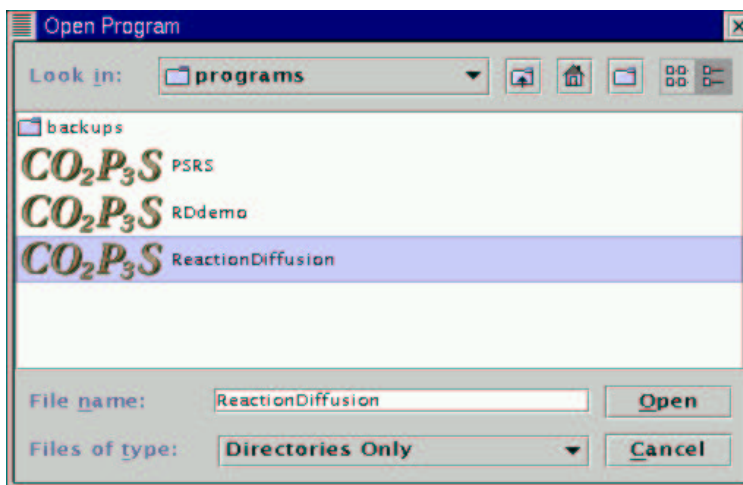 Open Program
Look in: programs
backups
CO₂P₃S PSRS
CO₂P₃S RDdemo
CO₂P₃S ReactionDiffusion
File name: ReactionDiffusion Open
Files of type: Directories Only Cancel